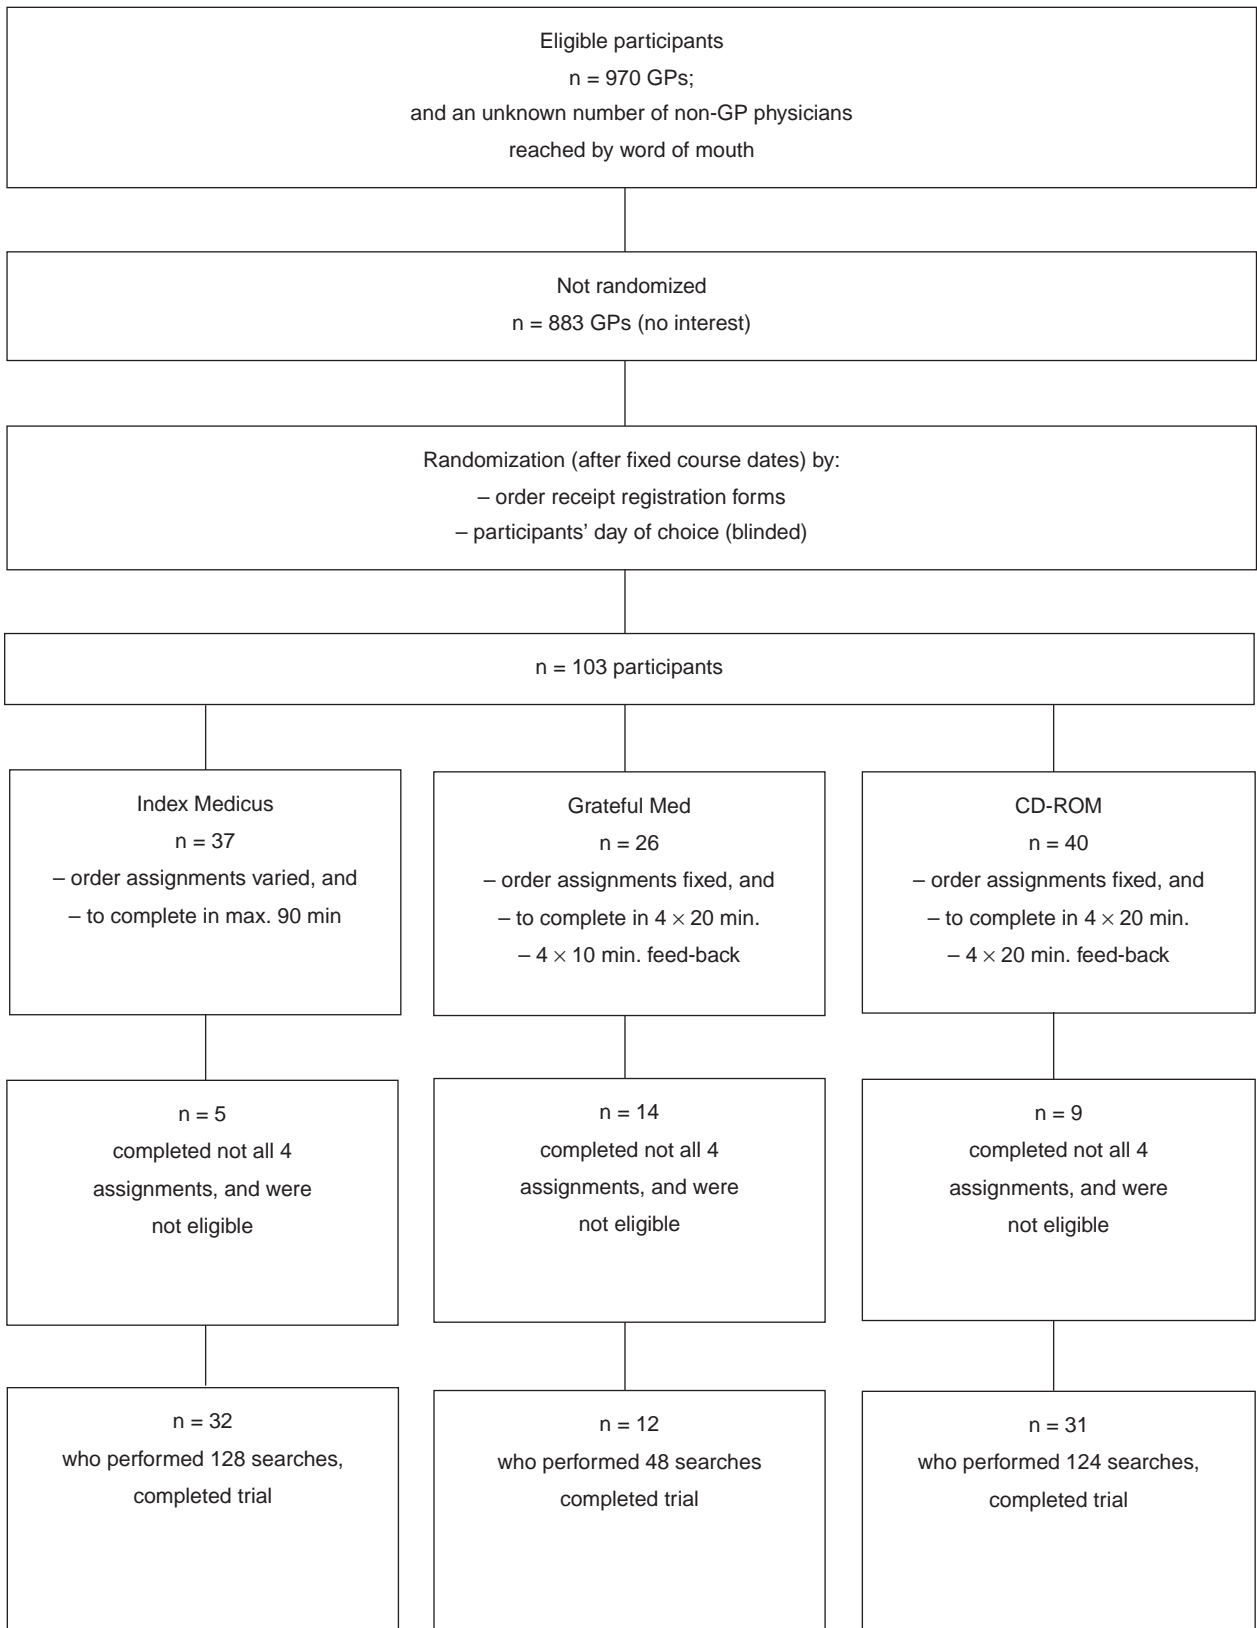 Eligible participants
n = 970 GPs;
and an unknown number of non-GP physicians
reached by word of mouth
Not randomized
n = 883 GPs (no interest)
Randomization (after fixed course dates) by:
– order receipt registration forms
– participants’ day of choice (blinded)
n = 103 participants
Index Medicus
n = 37
– order assignments varied, and
– to complete in max. 90 min
Grateful Med
n = 26
– order assignments fixed, and
– to complete in 4 × 20 min.
– 4 × 10 min. feed-back
CD-ROM
n = 40
– order assignments fixed, and
– to complete in 4 × 20 min.
– 4 × 20 min. feed-back
n = 5
completed not all 4
assignments, and were
not eligible
n = 14
completed not all 4
assignments, and were
not eligible
n = 9
completed not all 4
assignments, and were
not eligible
n = 32
who performed 128 searches,
completed trial
n = 12
who performed 48 searches
completed trial
n = 31
who performed 124 searches,
completed trial